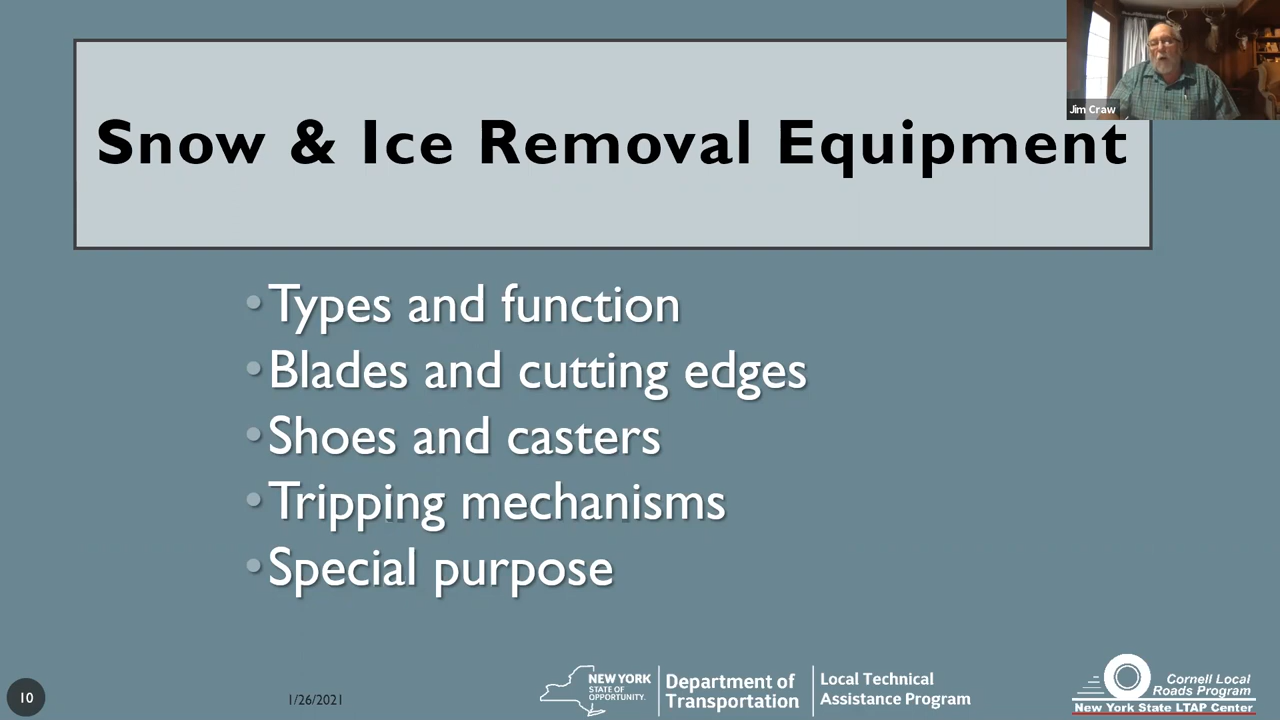 Jim Craw
Snow & Ice Removal Equipment
•Types and function
•Blades and cutting edges
•Shoes and casters
•Tripping mechanisms
•Special purpose
10
1/26/2021
NEW YORK
STATE OF
OPPORTUNITY.
Department of
Transportation
Local Technical
Assistance Program
Cornell Local
Roads Program
New York State LTAP Center